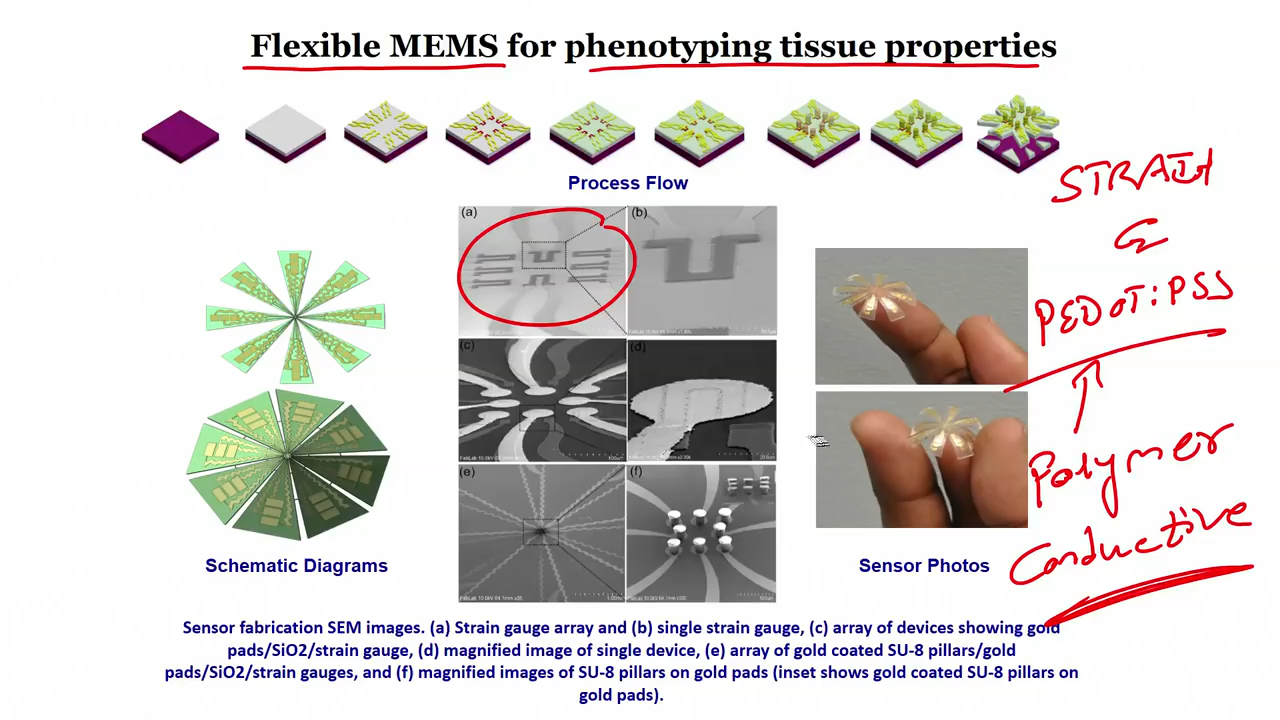 Flexible MEMS for phenotyping tissue properties
Process Flow
STRAIN
G
PEDOT:PSS
Polymer
Conductive
(a)
(b)
(c)
(d)
(e)
(f)
Schematic Diagrams
Sensor Photos
Sensor fabrication SEM images. (a) Strain gauge array and (b) single strain gauge, (c) array of devices showing gold
pads/SiO2/strain gauge, (d) magnified image of single device, (e) array of gold coated SU-8 pillars/gold
pads/SiO2/strain gauges, and (f) magnified images of SU-8 pillars on gold pads (inset shows gold coated SU-8 pillars on
gold pads).